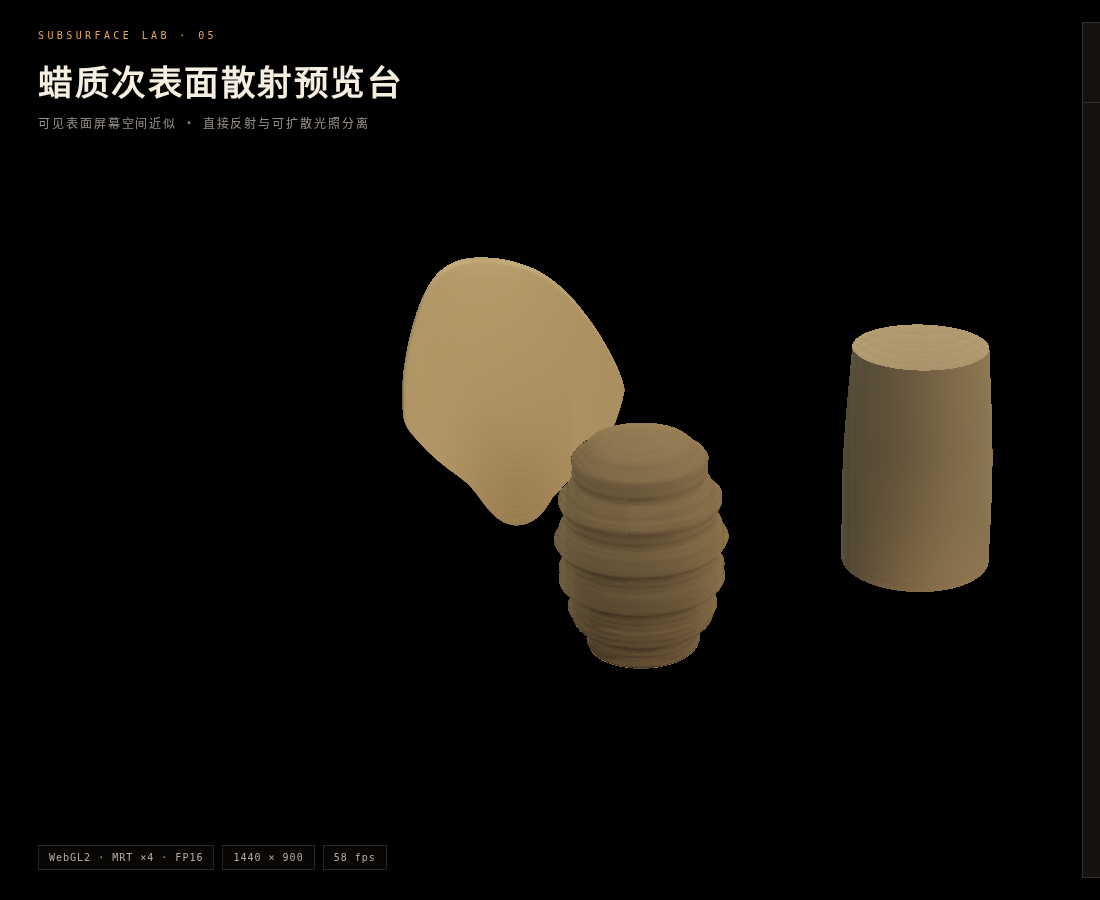 SUBSURFACE LAB · 05
蜡质次表面散射预览台
可见表面屏幕空间近似 · 直接反射与可扩散光照分离
WebGL2 · MRT ×4 · FP16
1440 × 900
58 fps